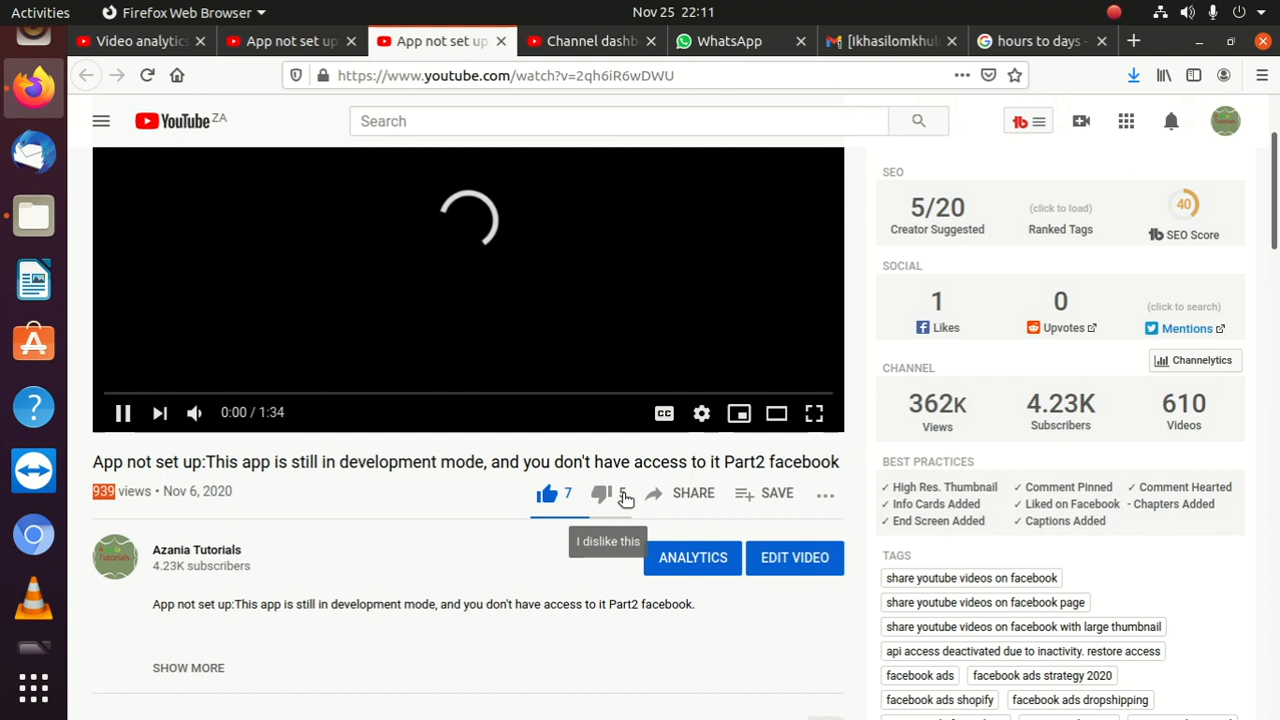 Activities Firefox Web Browser Nov 25 22:11
Video analytics App not set up App not set up Channel dashb WhatsApp [Ikhasilomkhul hours to days -
https://www.youtube.com/watch?v=2qh6iR6wDWU
YouTube ZA Search tb
0:00 / 1:34 CC
App not set up:This app is still in development mode, and you don't have access to it Part2 facebook
939 views • Nov 6, 2020 7 5 SHARE SAVE
I dislike this
Azania Tutorials
4.23K subscribers
ANALYTICS EDIT VIDEO
App not set up:This app is still in development mode, and you don't have access to it Part2 facebook.
SHOW MORE
SEO
5/20 (click to load) 40
Creator Suggested Ranked Tags tb SEO Score
SOCIAL
1 0 (click to search)
Likes Upvotes Mentions
CHANNEL Channelytics
362K 4.23K 610
Views Subscribers Videos
BEST PRACTICES
✓ High Res. Thumbnail ✓ Comment Pinned ✓ Comment Hearted
✓ Info Cards Added ✓ Liked on Facebook - Chapters Added
✓ End Screen Added ✓ Captions Added
TAGS
share youtube videos on facebook
share youtube videos on facebook page
share youtube videos on facebook with large thumbnail
api access deactivated due to inactivity. restore access
facebook ads facebook ads strategy 2020
facebook ads shopify facebook ads dropshipping